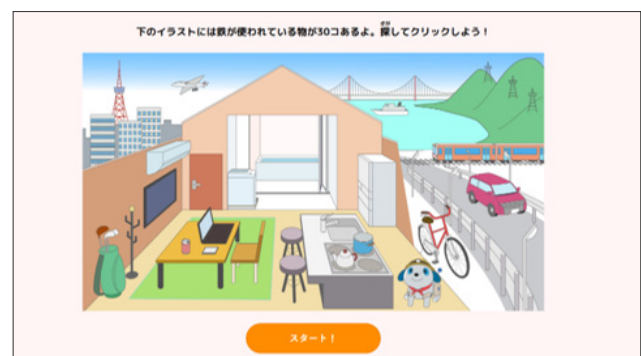 下のイラストには鉄が使われている物が30コあるよ。探してクリックしよう！
スタート！